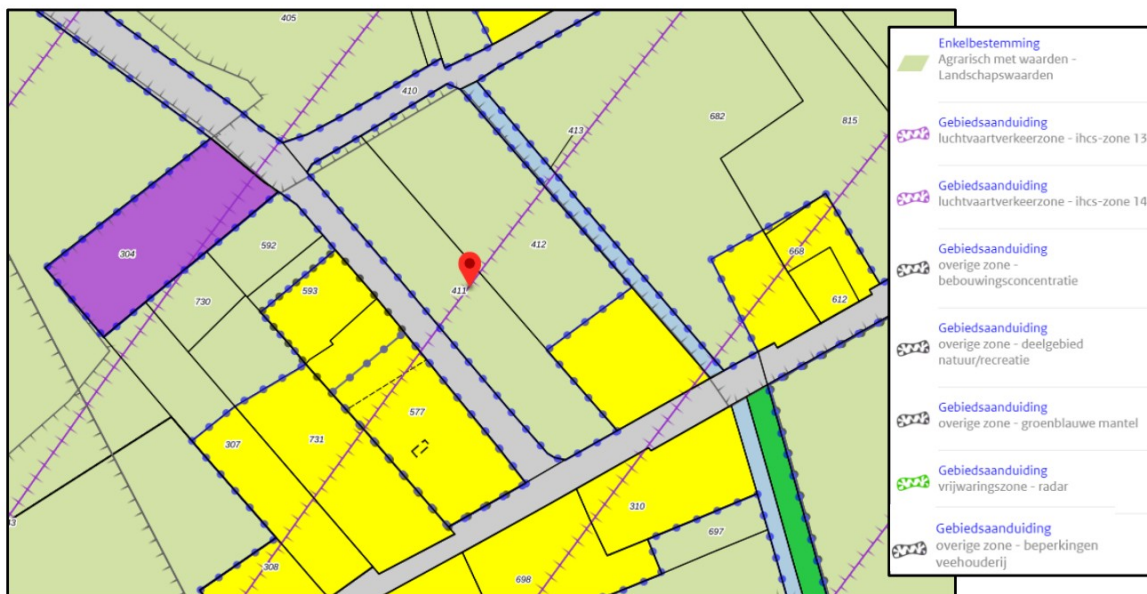 405
410
413
682
815
304
592
412
730
593
411
668
612
577
307
731
310
697
308
698
Enkelbestemming
Agrarisch met waarden -
Landschapswaarden
Gebiedsaanduiding
luchtvaartverkeerzone - ihcs-zone 13
Gebiedsaanduiding
luchtvaartverkeerzone - ihcs-zone 14
Gebiedsaanduiding
overige zone -
bebouwingsconcentratie
Gebiedsaanduiding
overige zone - deelgebied
natuur/recreatie
Gebiedsaanduiding
overige zone - groenblauwe mantel
Gebiedsaanduiding
vrijwaringszone - radar
Gebiedsaanduiding
overige zone - beperkingen
veehouderij